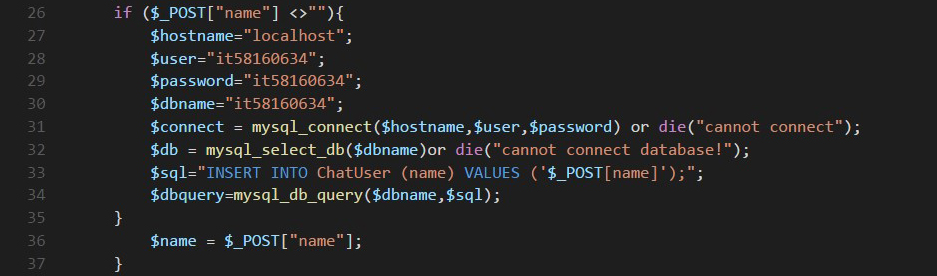 26 if ($_POST["name"] <>""){
27 $hostname="localhost";
28 $user="it58160634";
29 $password="it58160634";
30 $dbname="it58160634";
31 $connect = mysql_connect($hostname,$user,$password) or die("cannot connect");
32 $db = mysql_select_db($dbname)or die("cannot connect database!");
33 $sql="INSERT INTO ChatUser (name) VALUES ('$_POST[name]');";
34 $dbquery=mysql_db_query($dbname,$sql);
35 }
36 $name = $_POST["name"];
37 }